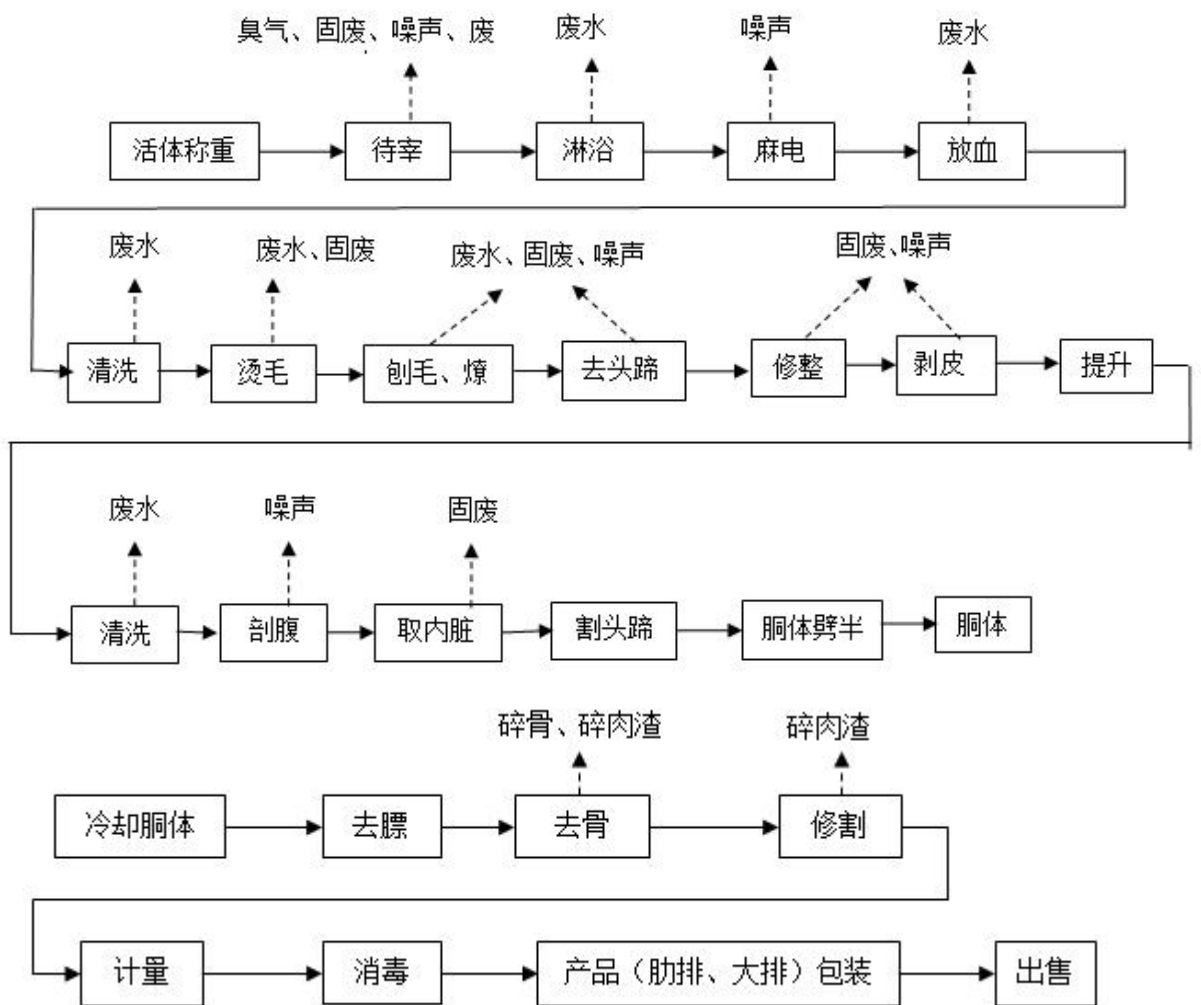 臭气、固废、噪声、废
废水
噪声
废水
活体称重
待宰
淋浴
麻电
放血
废水
废水、固废
废水、固废、噪声
固废、噪声
清洗
烫毛
刨毛、燎
去头蹄
修整
剥皮
提升
废水
噪声
固废
清洗
剖腹
取内脏
割头蹄
胴体劈半
胴体
碎骨、碎肉渣
碎肉渣
冷却胴体
去膘
去骨
修割
计量
消毒
产品（肋排、大排）包装
出售